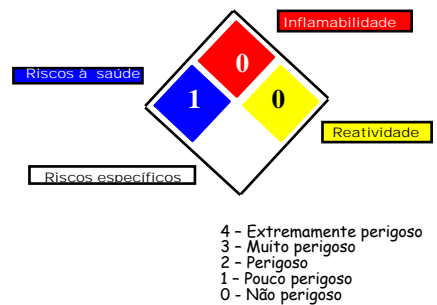 Inflamabilidade
0
Riscos à saúde
1
0
Reatividade
Riscos específicos
4 - Extremamente perigoso
3 - Muito perigoso
2 - Perigoso
1 - Pouco perigoso
0 - Não perigoso